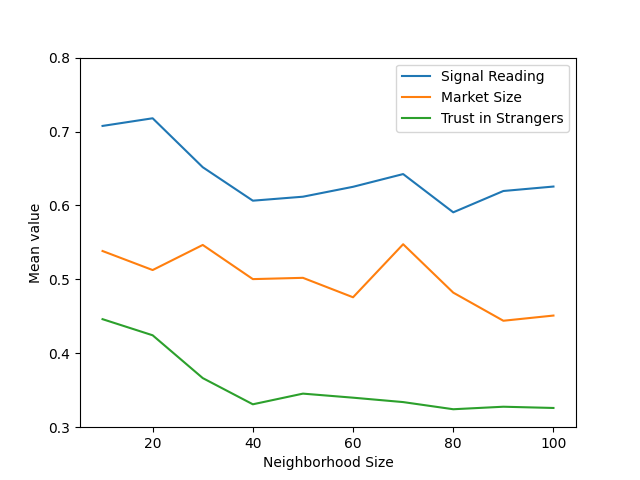 0.8
0.7
0.6
0.5
0.4
0.3
Mean value
Signal Reading
Market Size
Trust in Strangers
20 40 60 80 100
Neighborhood Size